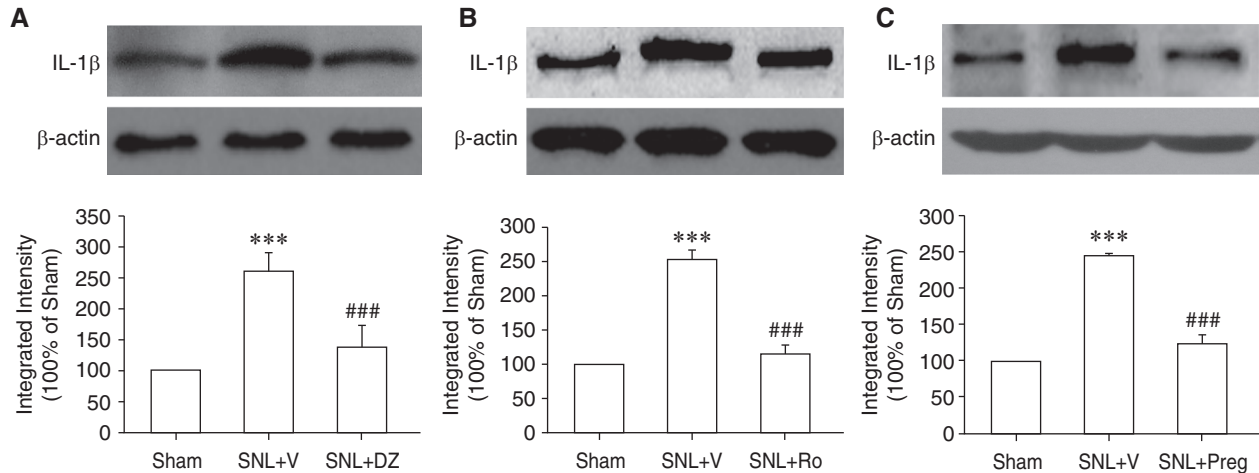 A
IL-1β
β-actin
Integrated Intensity
(100% of Sham)
350
300
250
200
150
100
50
0
***
###
Sham SNL+V SNL+DZ
B
IL-1β
β-actin
Integrated Intensity
(100% of Sham)
300
250
200
150
100
50
0
***
###
Sham SNL+V SNL+Ro
C
IL-1β
β-actin
Integrated Intensity
(100% of Sham)
300
250
200
150
100
50
0
***
###
Sham SNL+V SNL+Preg